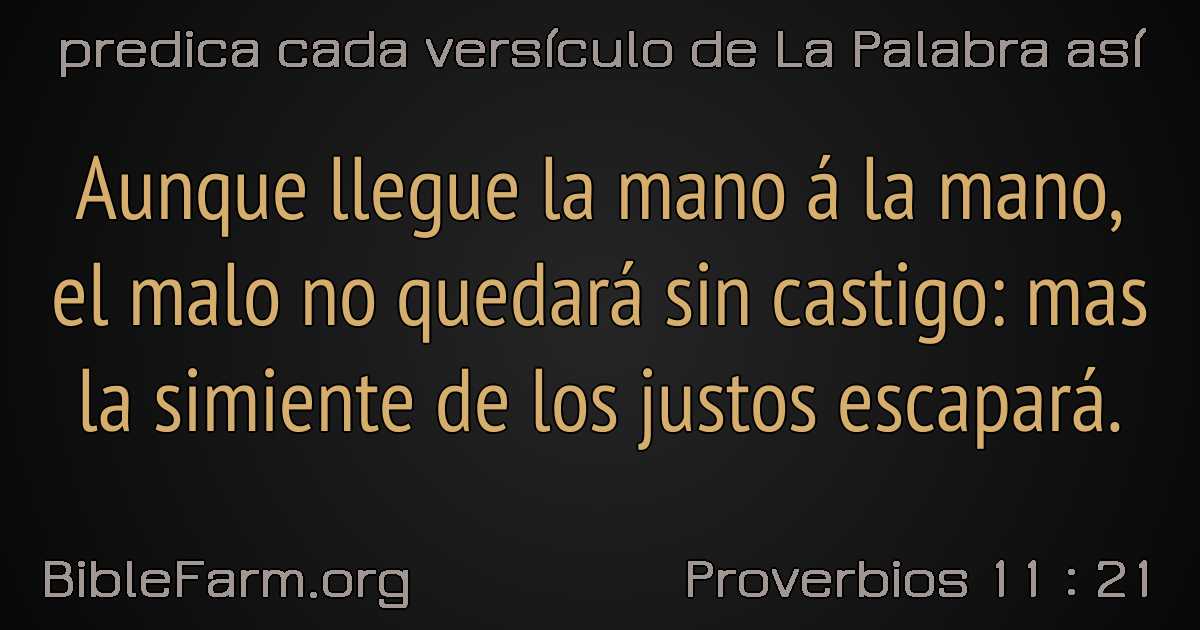 predica cada versículo de La Palabra así
Aunque llegue la mano á la mano,
el malo no quedará sin castigo: mas
la simiente de los justos escapará.
BibleFarm.org
Proverbios 11 : 21